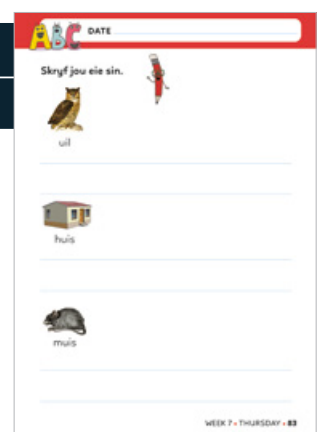 ABC DATE
Skryf jou eie sin.
uil
huis
muis
WEEK 7 • THURSDAY • 83